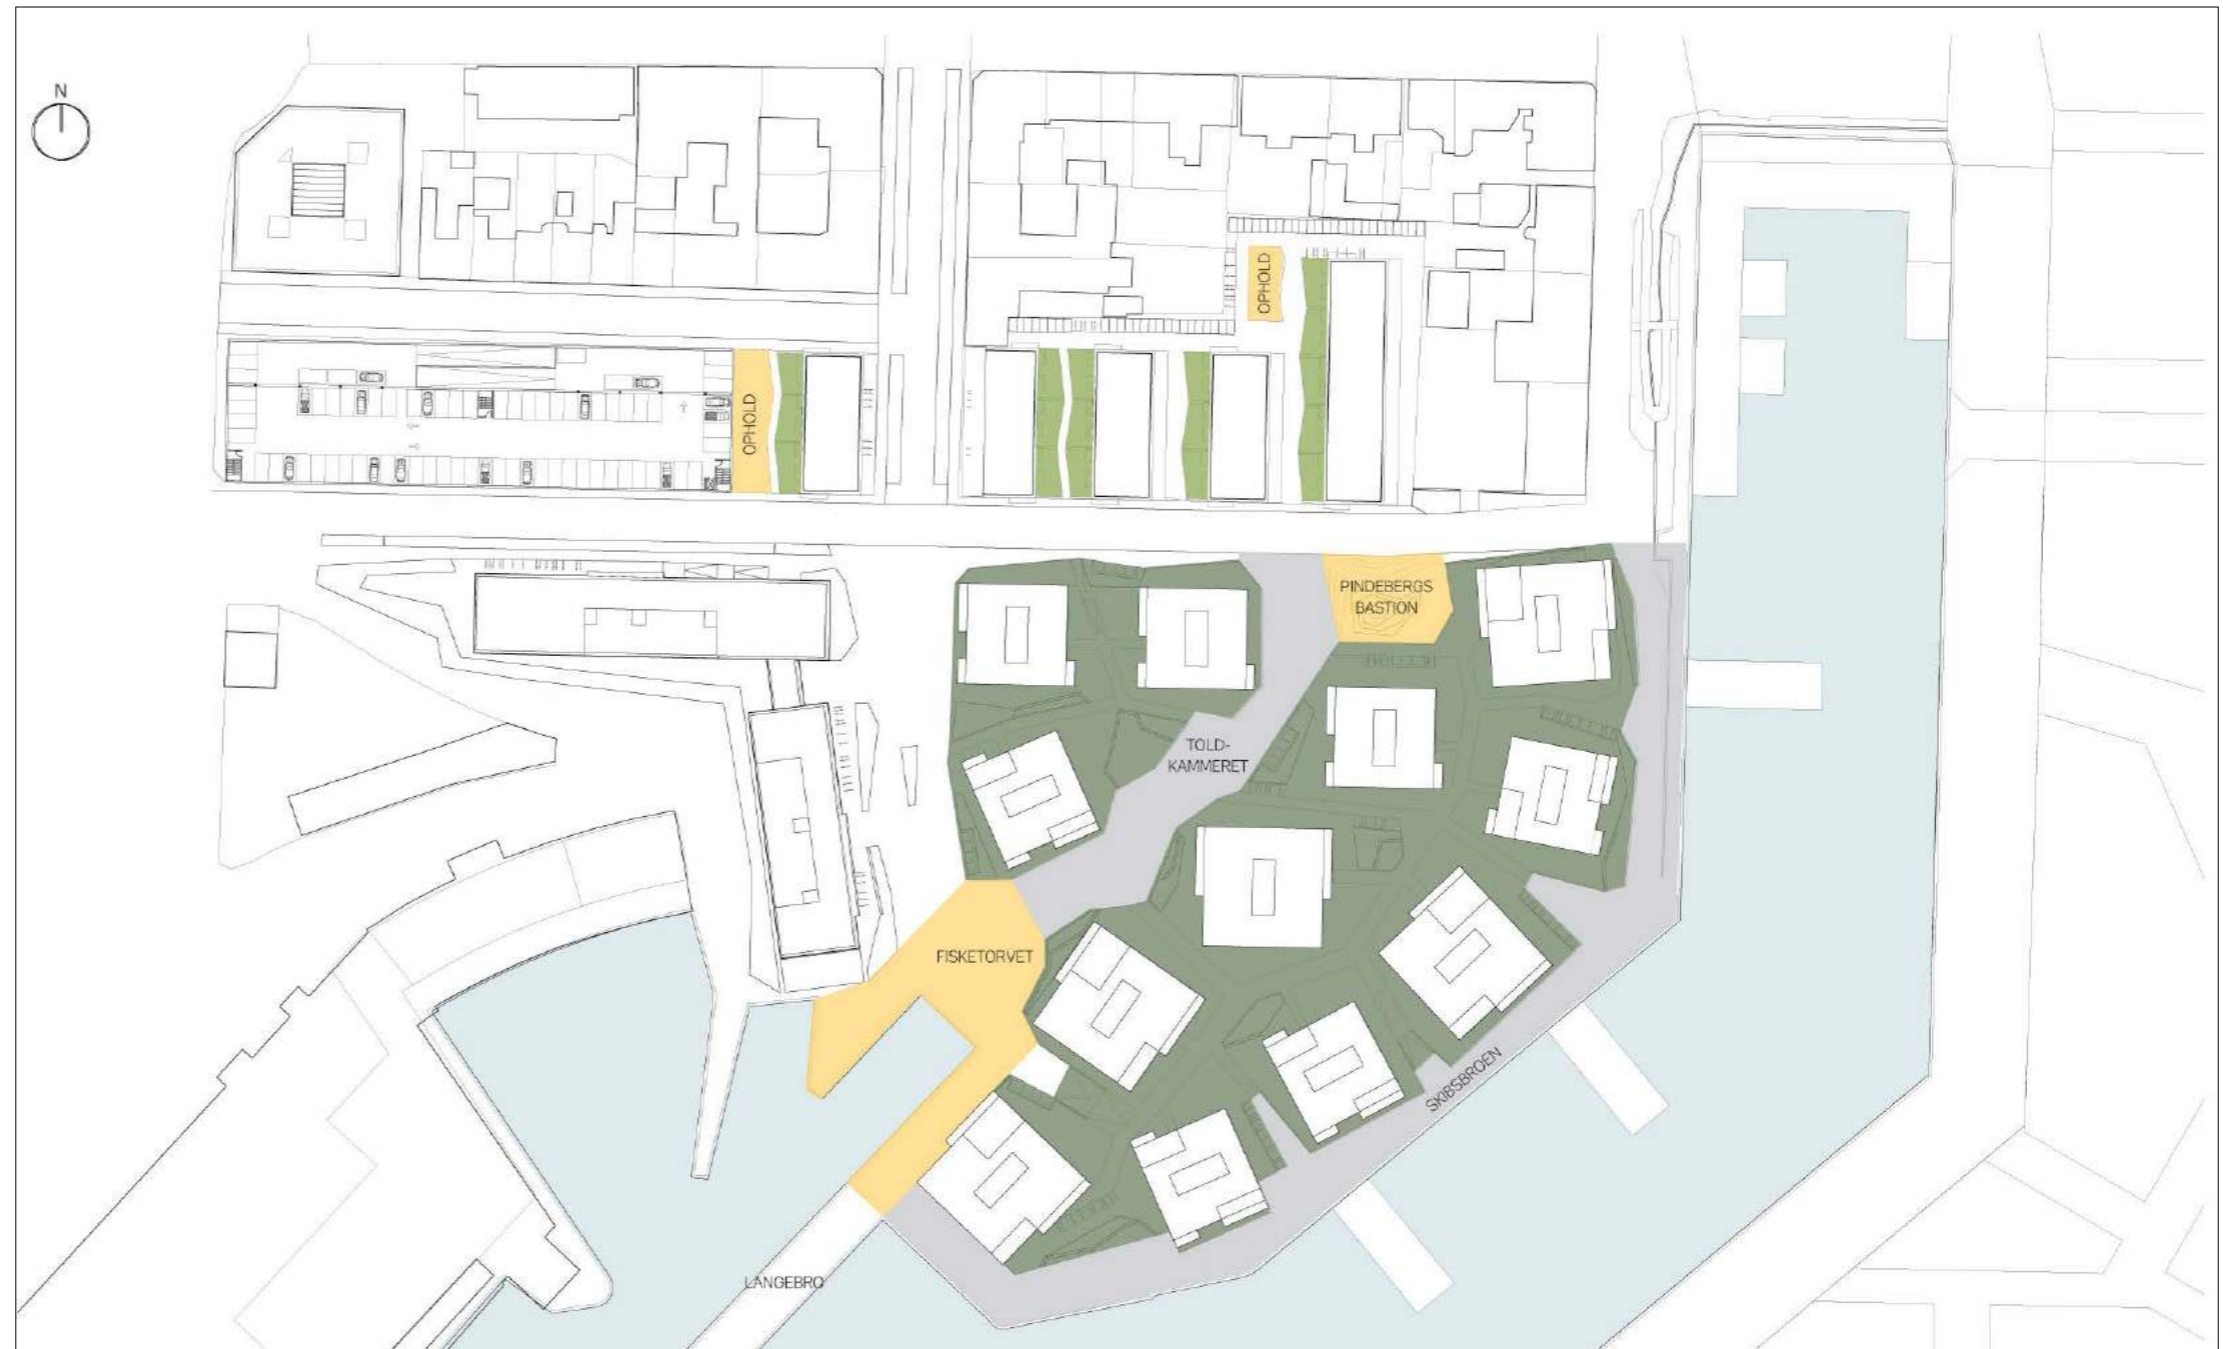 N
OPHOLD
OPHOLD
PINDEBERGS
BASTION
TOLD-
KAMMERET
FISKETORVET
SKIBSBROEN
LANGEBRO